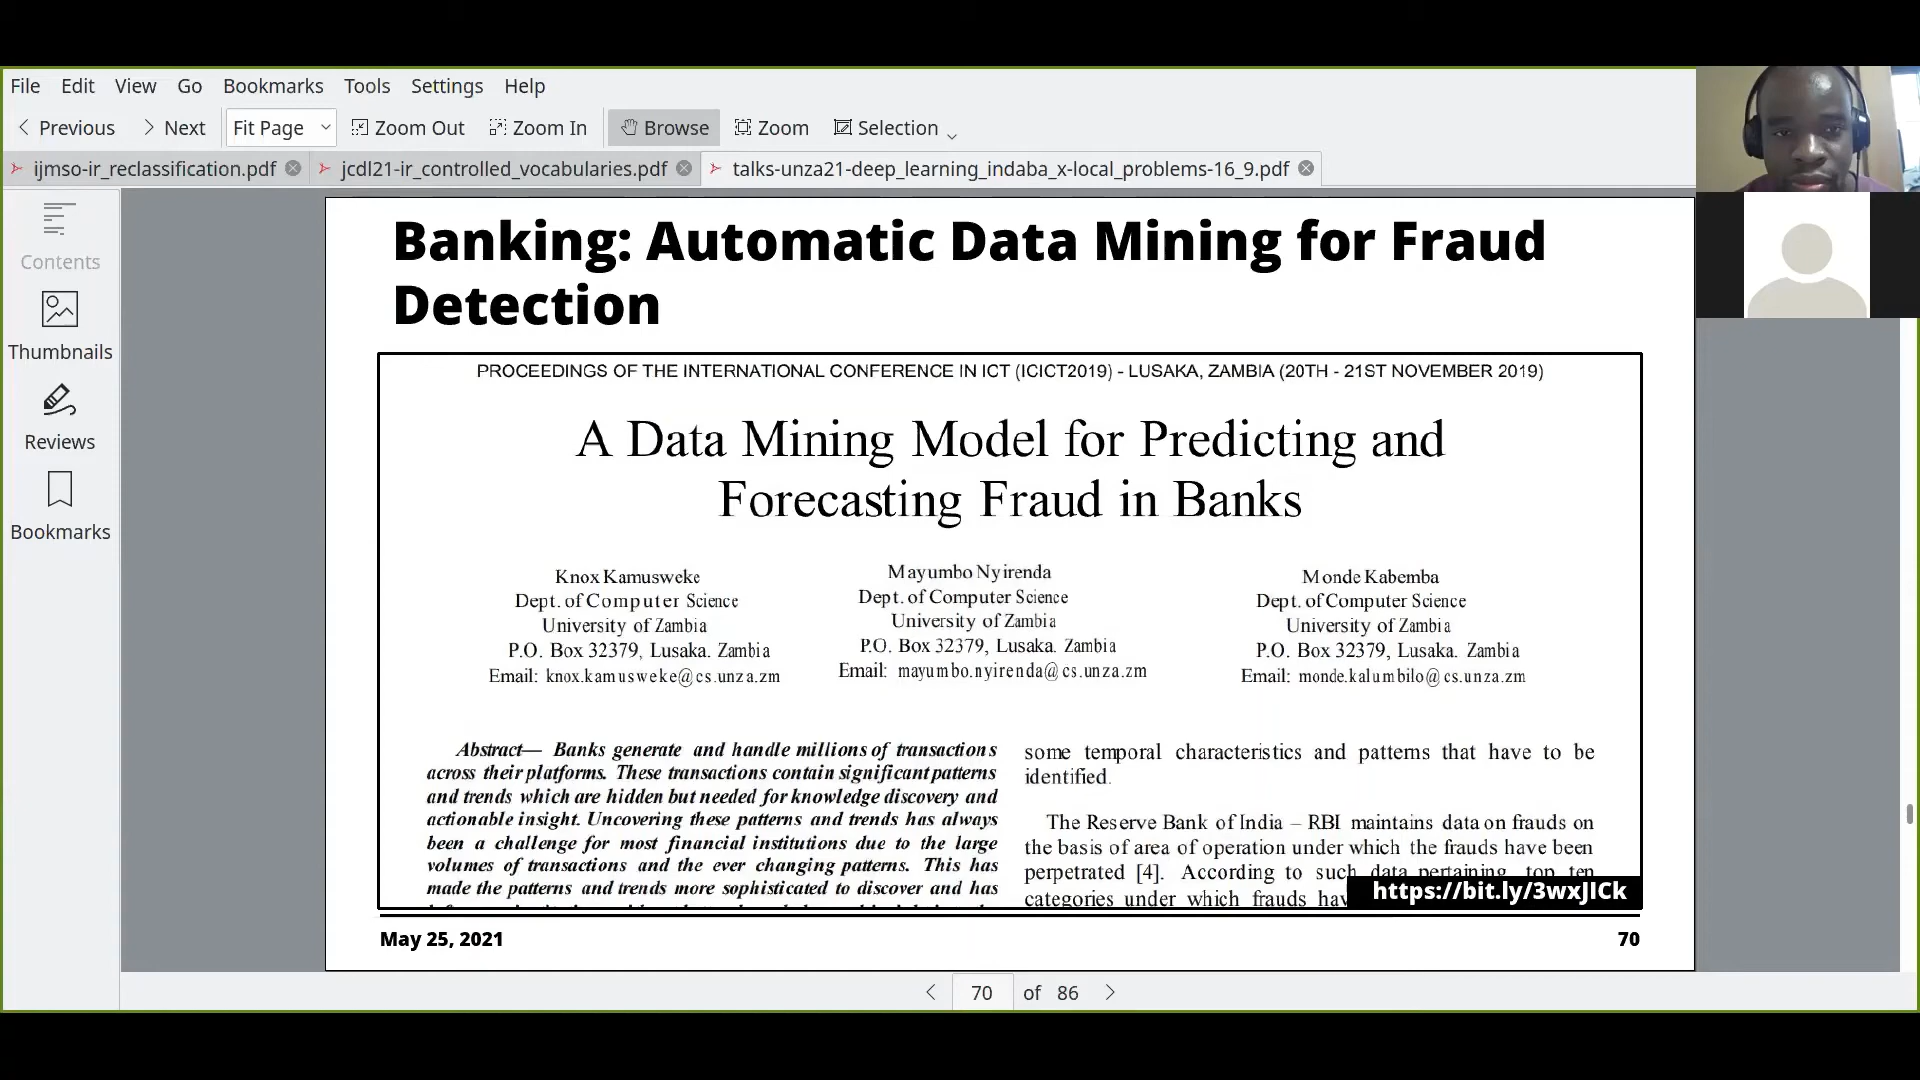 File Edit View Go Bookmarks Tools Settings Help
Previous Next Fit Page Zoom Out Zoom In Browse Zoom Selection
ijmso-ir_reclassification.pdf jcdl21-ir_controlled_vocabularies.pdf talks-unza21-deep_learning_indaba_x-local_problems-16_9.pdf
Contents
Thumbnails
Reviews
Bookmarks
Banking: Automatic Data Mining for Fraud
Detection
PROCEEDINGS OF THE INTERNATIONAL CONFERENCE IN ICT (ICICT2019) - LUSAKA, ZAMBIA (20TH - 21ST NOVEMBER 2019)
A Data Mining Model for Predicting and
Forecasting Fraud in Banks
Knox Kamusweke
Dept. of Computer Science
University of Zambia
P.O. Box 32379, Lusaka. Zambia
Email: knox.kamusweke@cs.unza.zm
Mayumbo Nyirenda
Dept. of Computer Science
University of Zambia
P.O. Box 32379, Lusaka. Zambia
Email: mayumbo.nyirenda@cs.unza.zm
Monde Kabemba
Dept. of Computer Science
University of Zambia
P.O. Box 32379, Lusaka. Zambia
Email: monde.kalumbilo@cs.unza.zm
Abstract— Banks generate and handle millions of transactions
across their platforms. These transactions contain significant patterns
and trends which are hidden but needed for knowledge discovery and
actionable insight. Uncovering these patterns and trends has always
been a challenge for most financial institutions due to the large
volumes of transactions and the ever changing patterns. This has
made the patterns and trends more sophisticated to discover and has
some temporal characteristics and patterns that have to be
identified.
The Reserve Bank of India – RBI maintains data on frauds on
the basis of area of operation under which the frauds have been
perpetrated [4]. According to such data pertaining, top ten
categories under which frauds
https://bit.ly/3wxJICk
May 25, 2021
70
70 of 86